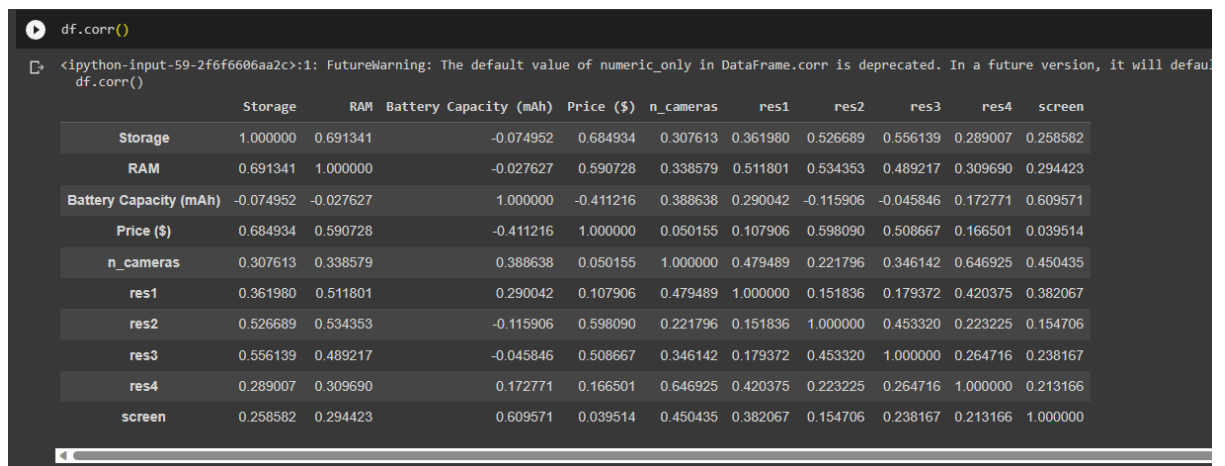 df.corr()
<ipython-input-59-2f6f6606aa2c>:1: FutureWarning: The default value of numeric_only in DataFrame.corr is deprecated. In a future version, it will defaul
df.corr()
Storage RAM Battery Capacity (mAh) Price ($) n_cameras res1 res2 res3 res4 screen
Storage 1.000000 0.691341 -0.074952 0.684934 0.307613 0.361980 0.526689 0.556139 0.289007 0.258582
RAM 0.691341 1.000000 -0.027627 0.590728 0.338579 0.511801 0.534353 0.489217 0.309690 0.294423
Battery Capacity (mAh) -0.074952 -0.027627 1.000000 -0.411216 0.388638 0.290042 -0.115906 -0.045846 0.172771 0.609571
Price ($) 0.684934 0.590728 -0.411216 1.000000 0.050155 0.107906 0.598090 0.508667 0.166501 0.039514
n_cameras 0.307613 0.338579 0.388638 0.050155 1.000000 0.479489 0.221796 0.346142 0.646925 0.450435
res1 0.361980 0.511801 0.290042 0.107906 0.479489 1.000000 0.151836 0.179372 0.420375 0.382067
res2 0.526689 0.534353 -0.115906 0.598090 0.221796 0.151836 1.000000 0.453320 0.223225 0.154706
res3 0.556139 0.489217 -0.045846 0.508667 0.346142 0.179372 0.453320 1.000000 0.264716 0.238167
res4 0.289007 0.309690 0.172771 0.166501 0.646925 0.420375 0.223225 0.264716 1.000000 0.213166
screen 0.258582 0.294423 0.609571 0.039514 0.450435 0.382067 0.154706 0.238167 0.213166 1.000000